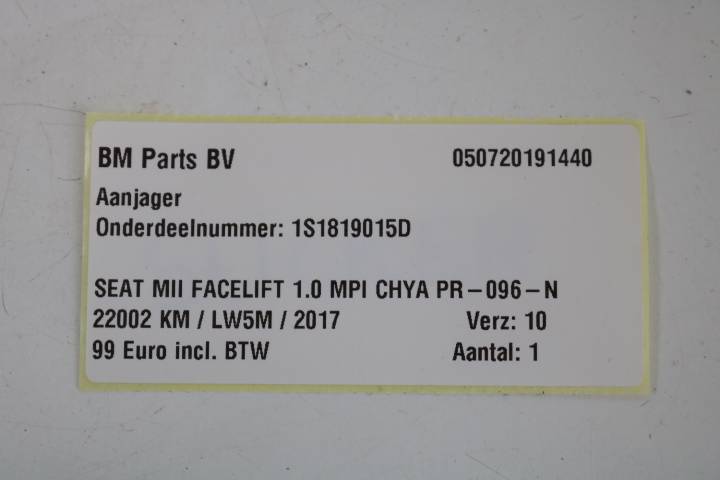 BM Parts BV 050720191440
Aanjager
Onderdeelnummer: 1S1819015D
SEAT MII FACELIFT 1.0 MPI CHYA PR-096-N
22002 KM / LW5M / 2017 Verz: 10
99 Euro incl. BTW Aantal: 1